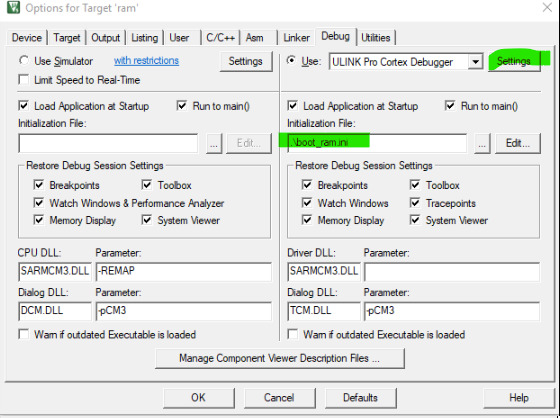 Options for Target 'ram'
Device Target Output Listing User C/C++ Asm Linker Debug Utilities
Use Simulator with restrictions Settings
Limit Speed to Real-Time
Use: ULINK Pro Cortex Debugger Settings
Load Application at Startup Run to main()
Initialization File:
... Edit...
Restore Debug Session Settings
Breakpoints Toolbox
Watch Windows & Performance Analyzer
Memory Display System Viewer
CPU DLL: Parameter:
SARMCM3.DLL -REMAP
Dialog DLL: Parameter:
DCM.DLL -pCM3
Warn if outdated Executable is loaded
Load Application at Startup Run to main()
Initialization File:
.\boot_ram.ini ... Edit...
Restore Debug Session Settings
Breakpoints Toolbox
Watch Windows Tracepoints
Memory Display System Viewer
Driver DLL: Parameter:
SARMCM3.DLL
Dialog DLL: Parameter:
TCM.DLL -pCM3
Warn if outdated Executable is loaded
Manage Component Viewer Description Files ...
OK Cancel Defaults Help